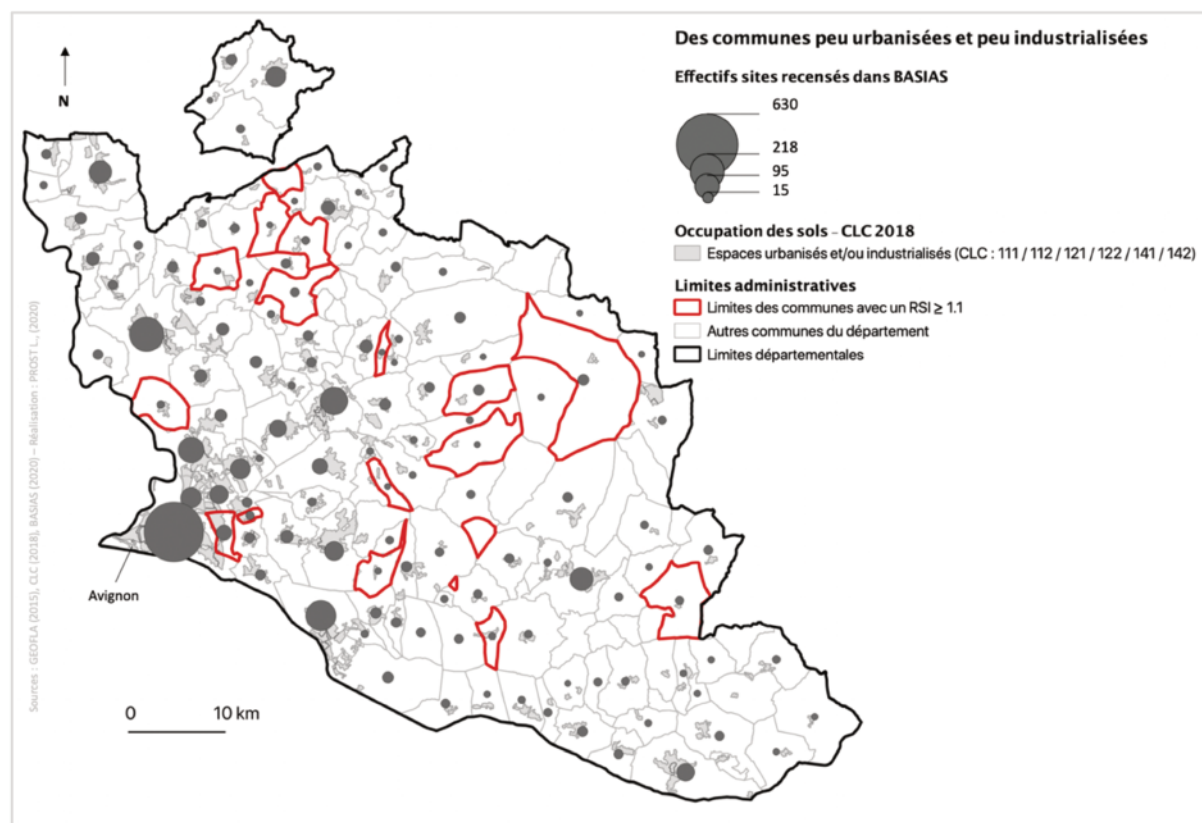 Des communes peu urbanisées et peu industrialisées
Effectifs sites recensés dans BASIAS
630
218
95
15
Occupation des sols – CLC 2018
Espaces urbanisés et/ou industrialisés (CLC : 111 / 112 / 121 / 122 / 141 / 142)
Limites administratives
Limites des communes avec un RSI ≥ 1.1
Autres communes du département
Limites départementales
N
Avignon
0 10 km
Sources : GEOFLA (2015), CLC (2018), BASIAS (2020) – Réalisation : PROST L., (2020)